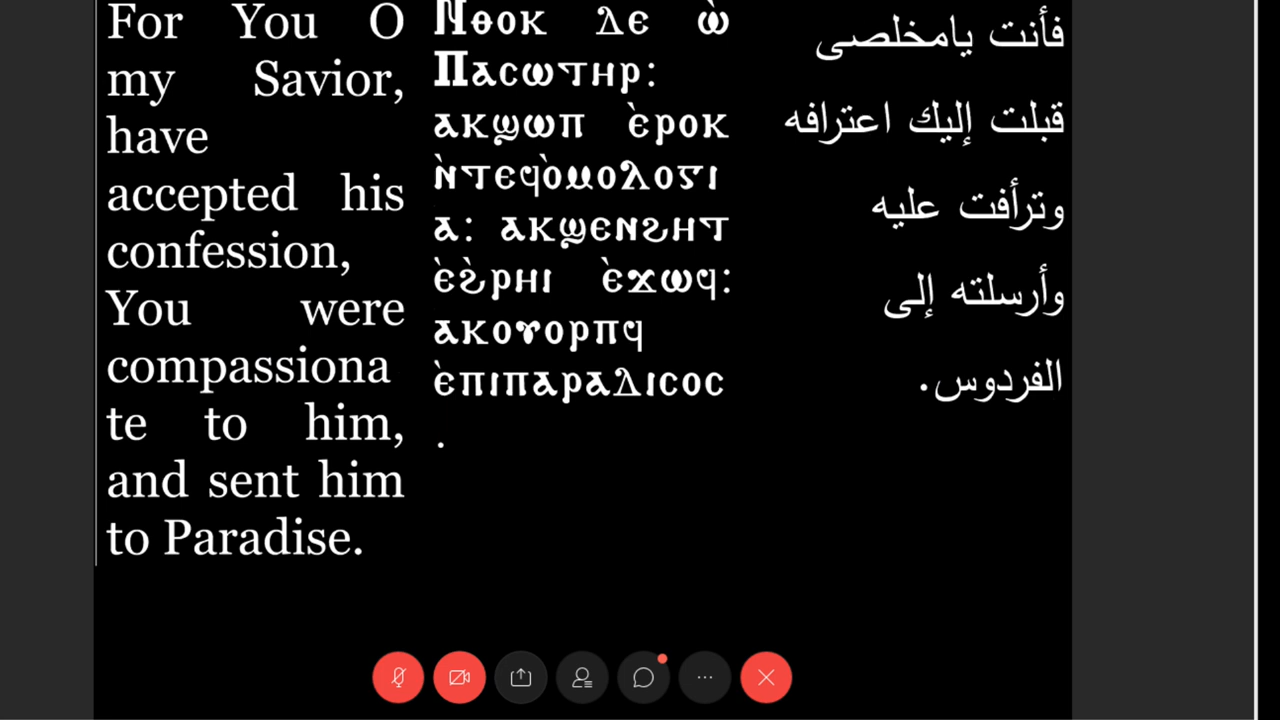 For You O
my Savior,
have
accepted his
confession,
You were
compassiona
te to him,
and sent him
to Paradise.
Ⲛⲑⲟⲕ ⲇⲉ ⲱ̀
Ⲡⲁⲥⲱⲧⲏⲣ:
ⲁⲕϣⲱⲡ ⲉ̀ⲣⲟⲕ
ⲛ̀ⲧⲉϥⲟ̀ⲙⲟⲗⲟⲅⲓ
ⲁ: ⲁⲕϣⲉⲛϩⲏⲧ
ⲉ̀ϩ̀ⲣⲏⲓ ⲉ̀ϫⲱϥ:
ⲁⲕⲟⲩⲟⲣⲡϥ
ⲉ̀ⲡⲓⲡⲁⲣⲁⲇⲓⲥⲟⲥ
.
فأنت يامخلصى
قبلت إليك اعترافه
وترأفت عليه
وأرسلته إلى
الفردوس.